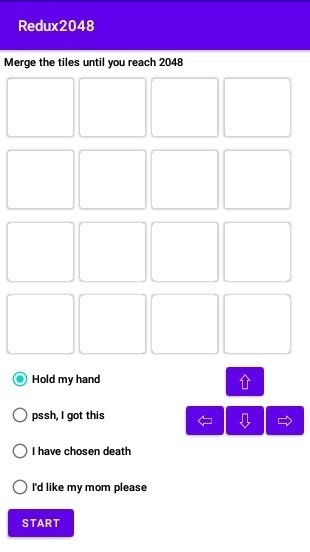 Redux2048
Merge the tiles until you reach 2048
Hold my hand
pssh, I got this
I have chosen death
I'd like my mom please
START